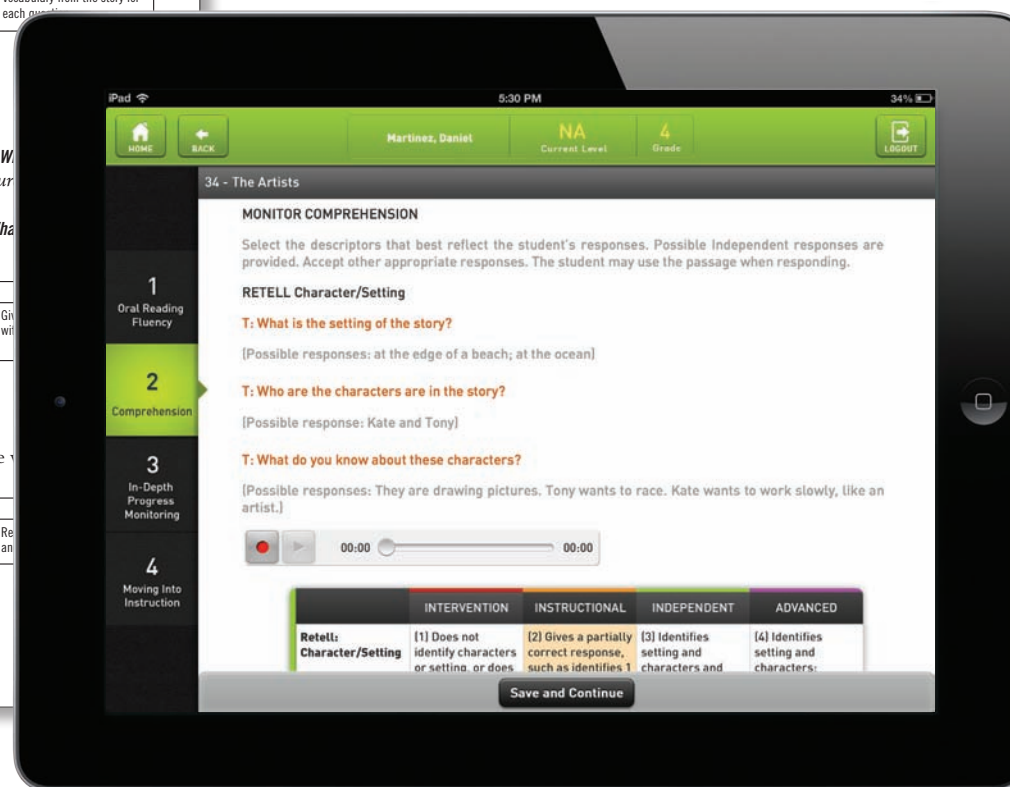 vocabulary from the story for
each
iPad
5:30 PM
34%
HOME
BACK
Martinez, Daniel
NA
Current Level
4
Grade
LOGOUT
34 - The Artists
1
Oral Reading
Fluency
2
Comprehension
3
In-Depth
Progress
Monitoring
4
Moving Into
Instruction
MONITOR COMPREHENSION
Select the descriptors that best reflect the student's responses. Possible Independent responses are
provided. Accept other appropriate responses. The student may use the passage when responding.
RETELL Character/Setting
T: What is the setting of the story?
(Possible responses: at the edge of a beach; at the ocean)
T: Who are the characters are in the story?
(Possible response: Kate and Tony)
T: What do you know about these characters?
(Possible responses: They are drawing pictures. Tony wants to race. Kate wants to work slowly, like an
artist.)
00:00
00:00
INTERVENTION INSTRUCTIONAL INDEPENDENT ADVANCED
Retell:
Character/Setting
(1) Does not
identify characters
or setting, or does
(2) Gives a partially
correct response,
such as identifies 1
(3) Identifies
setting and
characters and
(4) Identifies
setting and
characters;
Save and Continue